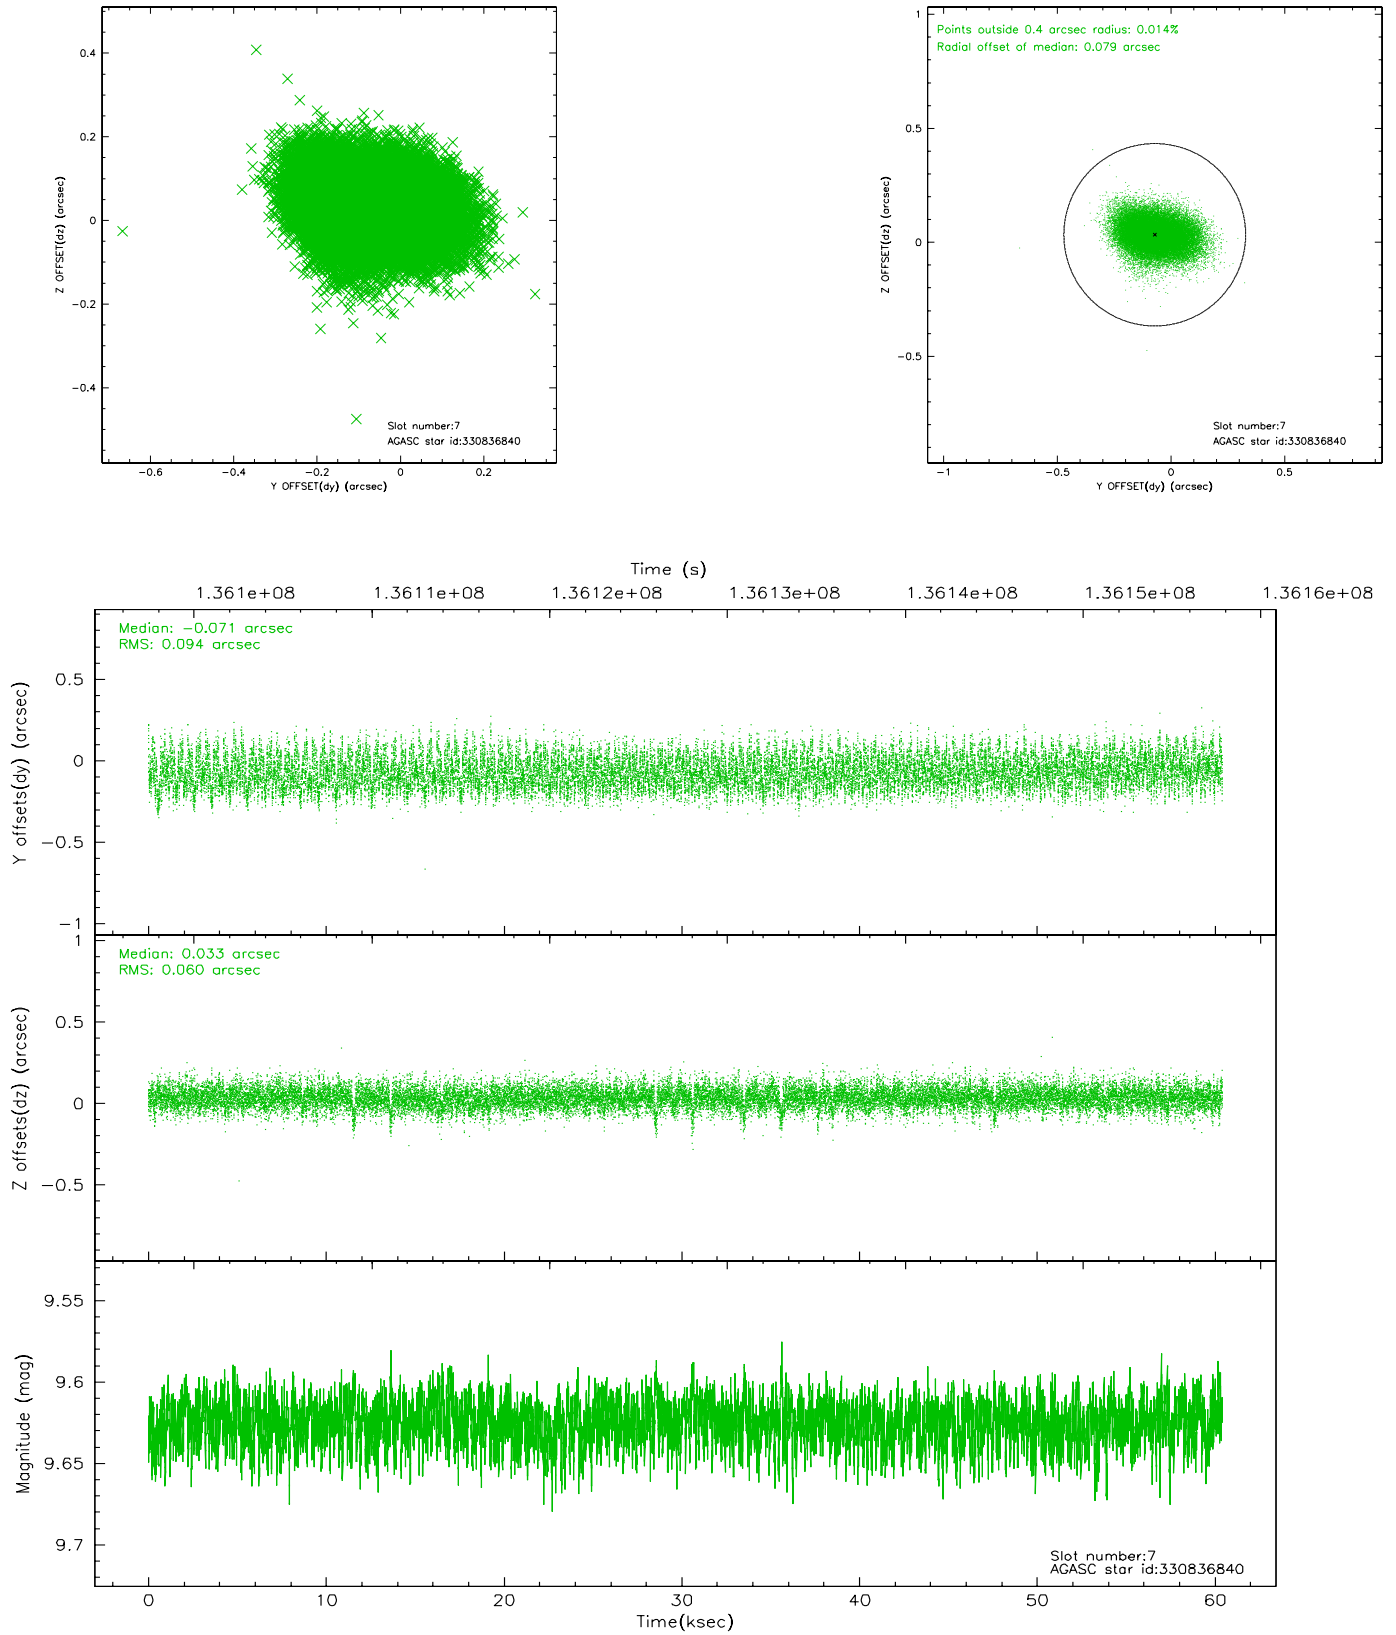 0.4
0.2
0
−0.2
−0.4
Z OFFSET(dz) (arcsec)
Slot number:7
AGASC star id:330836840
−0.6
−0.4
−0.2
0
0.2
Y OFFSET(dy) (arcsec)
Points outside 0.4 arcsec radius: 0.014%
Radial offset of median: 0.079 arcsec
1
0.5
0
−0.5
Z OFFSET(dz) (arcsec)
Slot number:7
AGASC star id:330836840
−1
−0.5
0
0.5
Y OFFSET(dy) (arcsec)
Time (s)
1.361e+08
1.3611e+08
1.3612e+08
1.3613e+08
1.3614e+08
1.3615e+08
1.3616e+08
Median: −0.071 arcsec
RMS: 0.094 arcsec
0.5
0
−0.5
−1
Y offsets(dy) (arcsec)
Median: 0.033 arcsec
RMS: 0.060 arcsec
1
0.5
0
−0.5
Z offsets(dz) (arcsec)
9.55
9.6
9.65
9.7
Magnitude (mag)
Slot number:7
AGASC star id:330836840
0
10
20
30
40
50
60
Time(ksec)